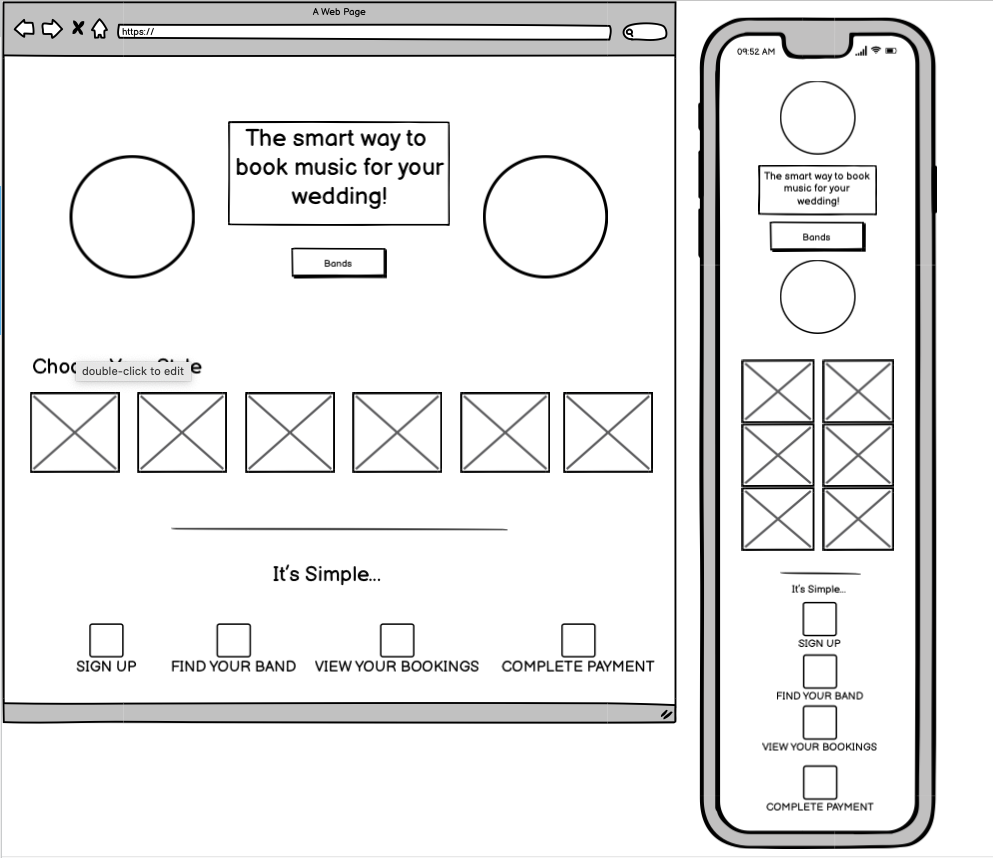 A Web Page
https://
The smart way to
book music for your
wedding!
Bands
double-click to edit
It's Simple...
SIGN UP
FIND YOUR BAND
VIEW YOUR BOOKINGS
COMPLETE PAYMENT
09:52 AM
The smart way to book
music for your
wedding!
Bands
It's Simple...
SIGN UP
FIND YOUR BAND
VIEW YOUR BOOKINGS
COMPLETE PAYMENT